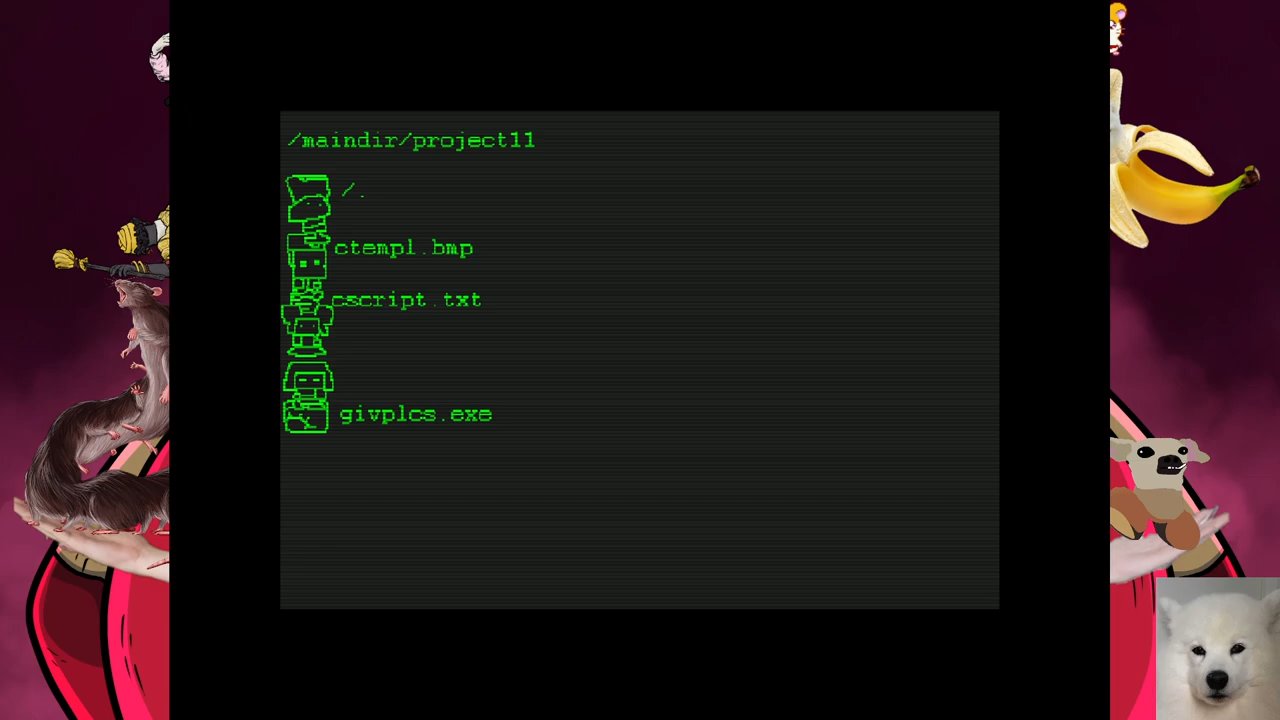 /maindir/project11
/.
ctempl.bmp
cscript.txt
givplcs.exe